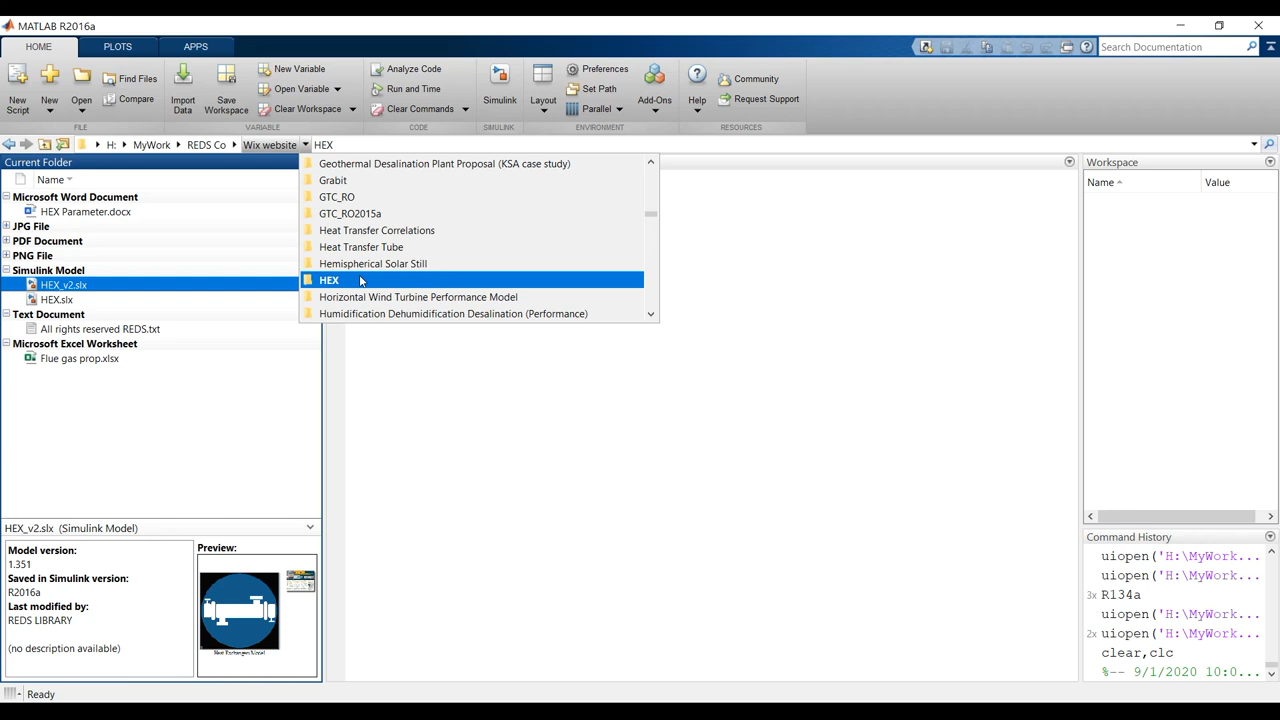 MATLAB R2016a
HOME
PLOTS
APPS
Search Documentation
New Script
New
Open
Find Files
Compare
Import Data
Save Workspace
New Variable
Open Variable
Clear Workspace
Analyze Code
Run and Time
Clear Commands
Simulink
Layout
Preferences
Set Path
Parallel
Add-Ons
Help
Community
Request Support
FILE
VARIABLE
CODE
SIMULINK
ENVIRONMENT
RESOURCES
H: MyWork REDS Co Wix website HEX
Current Folder
Name
Microsoft Word Document
HEX Parameter.docx
JPG File
PDF Document
PNG File
Simulink Model
HEX_v2.slx
HEX.slx
Text Document
All rights reserved REDS.txt
Microsoft Excel Worksheet
Flue gas prop.xlsx
Geothermal Desalination Plant Proposal (KSA case study)
Grabit
GTC_RO
GTC_RO2015a
Heat Transfer Correlations
Heat Transfer Tube
Hemispherical Solar Still
HEX
Horizontal Wind Turbine Performance Model
Humidification Dehumidification Desalination (Performance)
Workspace
Name
Value
HEX_v2.slx (Simulink Model)
Model version:
1.351
Saved in Simulink version:
R2016a
Last modified by:
REDS LIBRARY
(no description available)
Preview:
Heat Exchangers Model
Command History
uiopen('H:\MyWork...
uiopen('H:\MyWork...
3x R134a
uiopen('H:\MyWork...
2x uiopen('H:\MyWork...
clear,clc
%-- 9/1/2020 10:0...
Ready